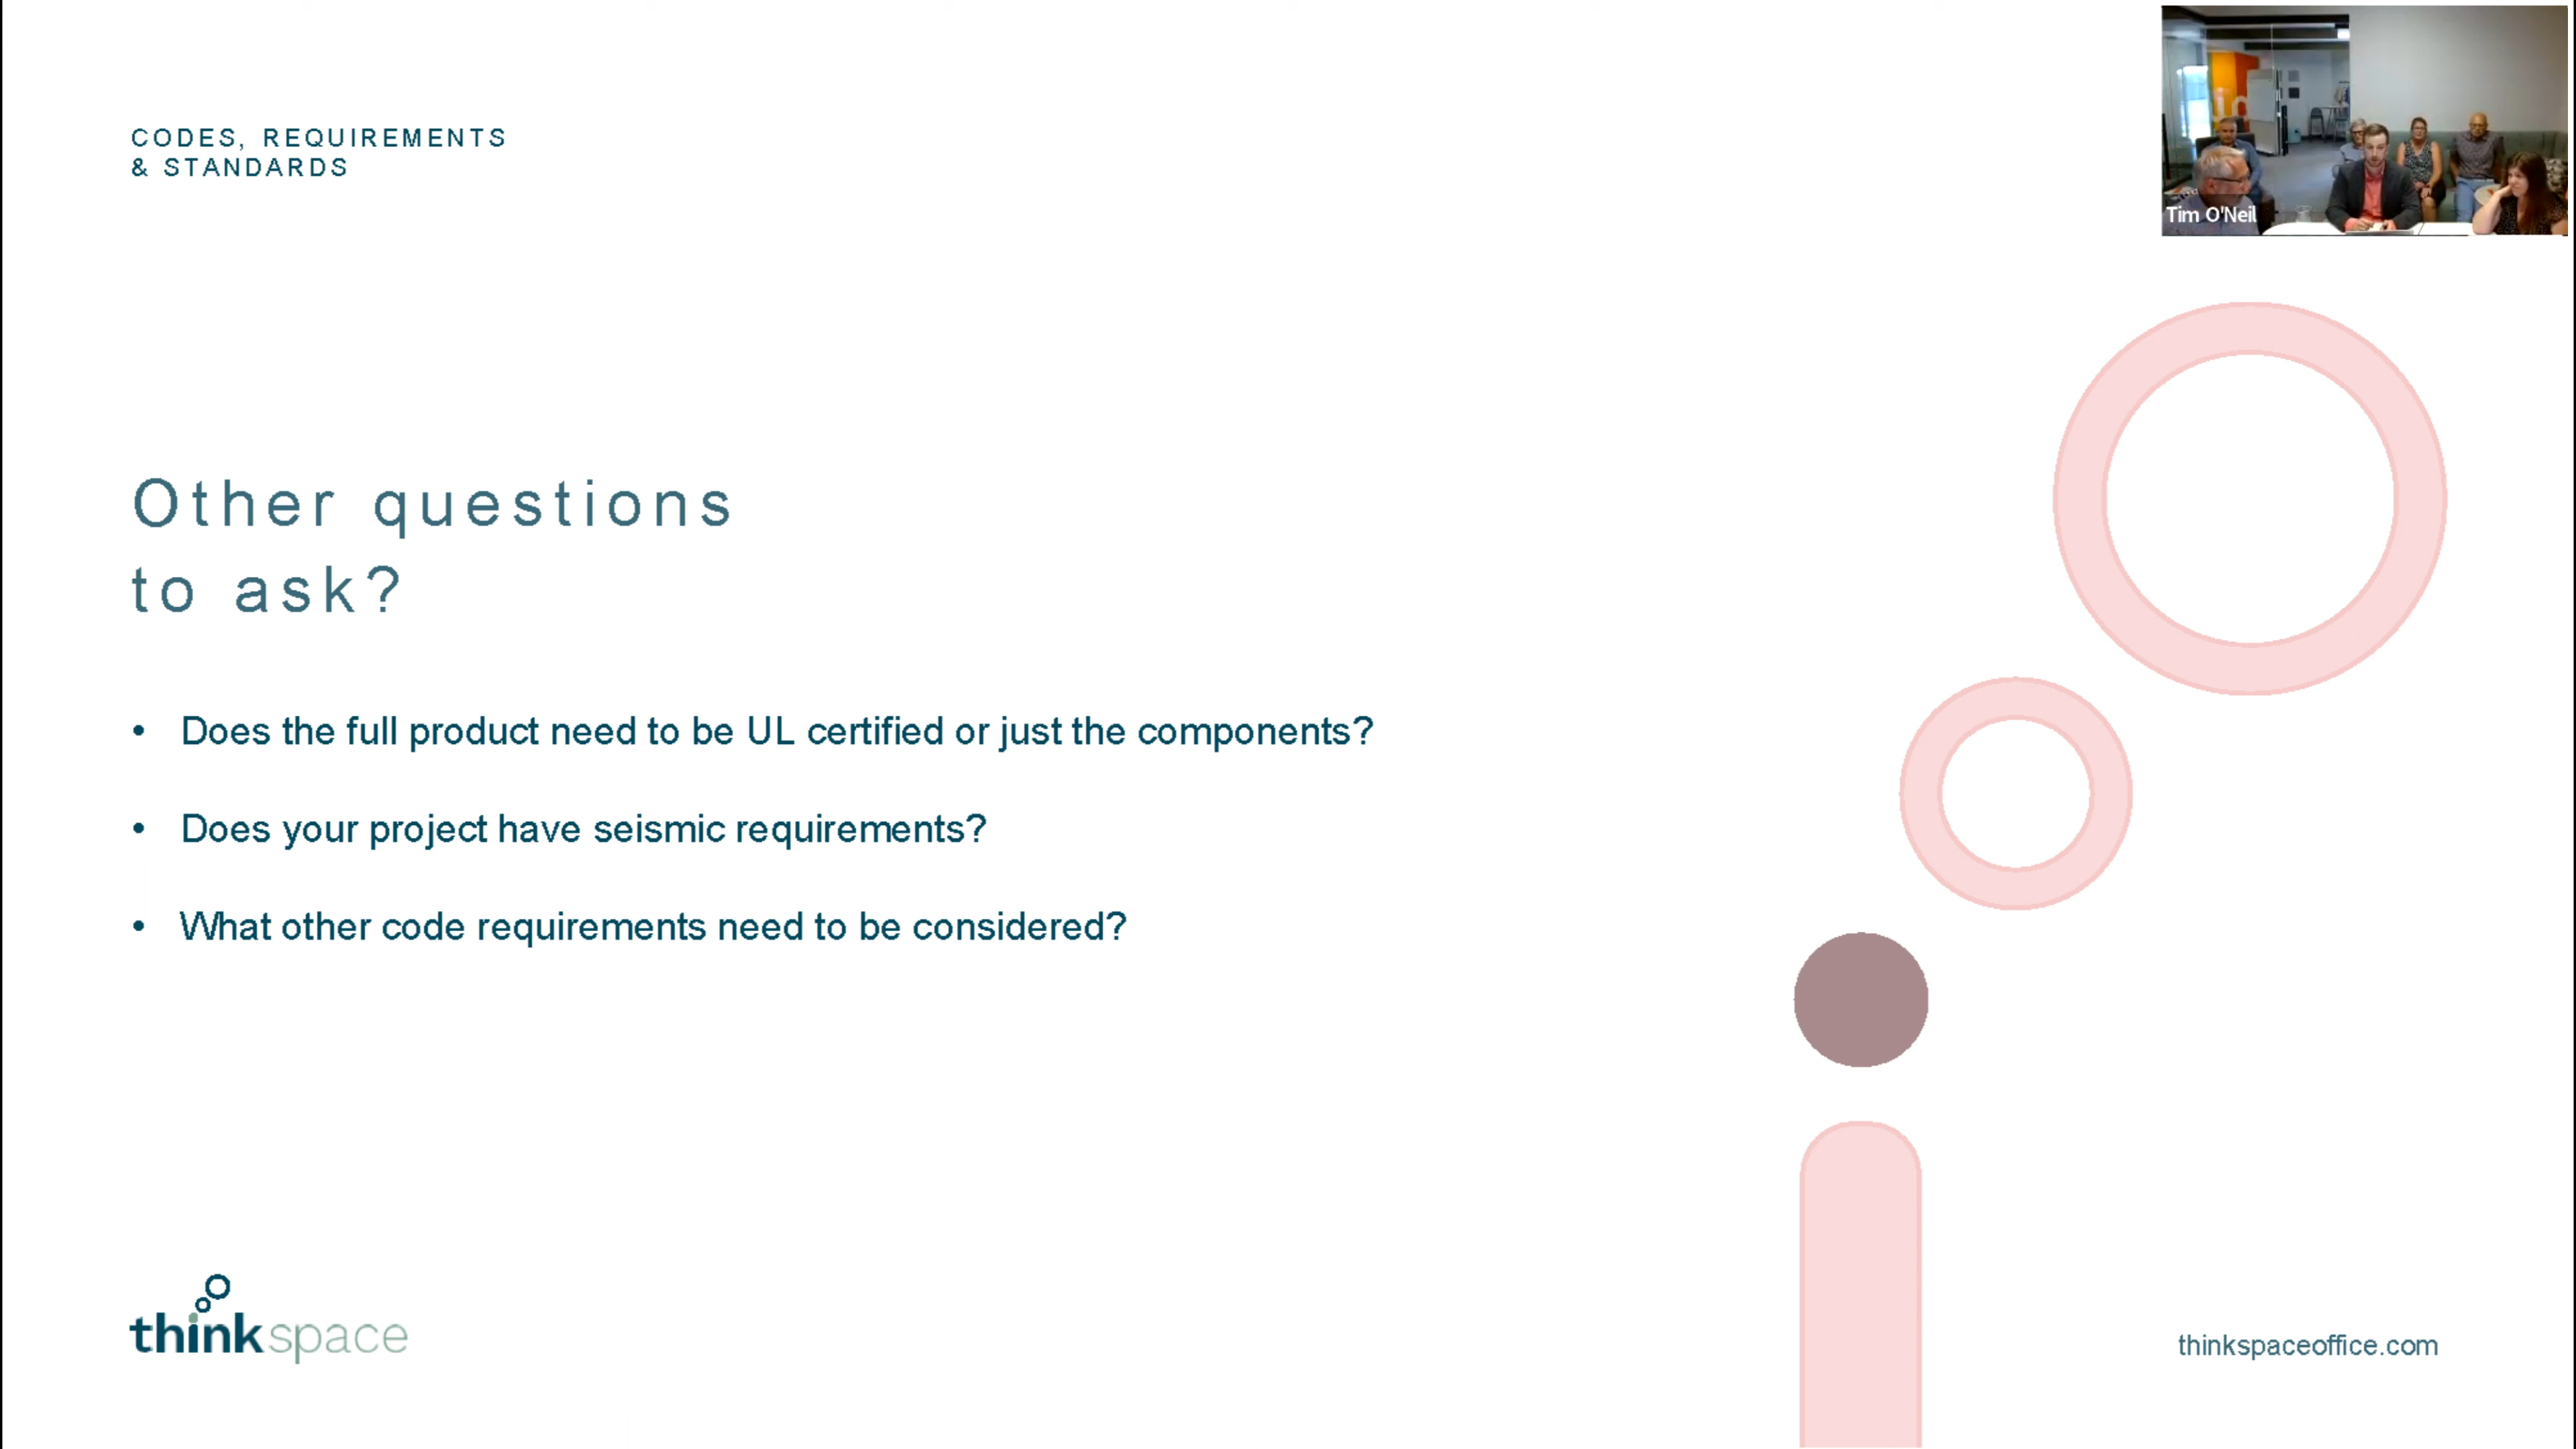 CODES, REQUIREMENTS
& STANDARDS
Tim O'Neil
Other questions
to ask?
• Does the full product need to be UL certified or just the components?
• Does your project have seismic requirements?
• What other code requirements need to be considered?
thinkspace
thinkspaceoffice.com